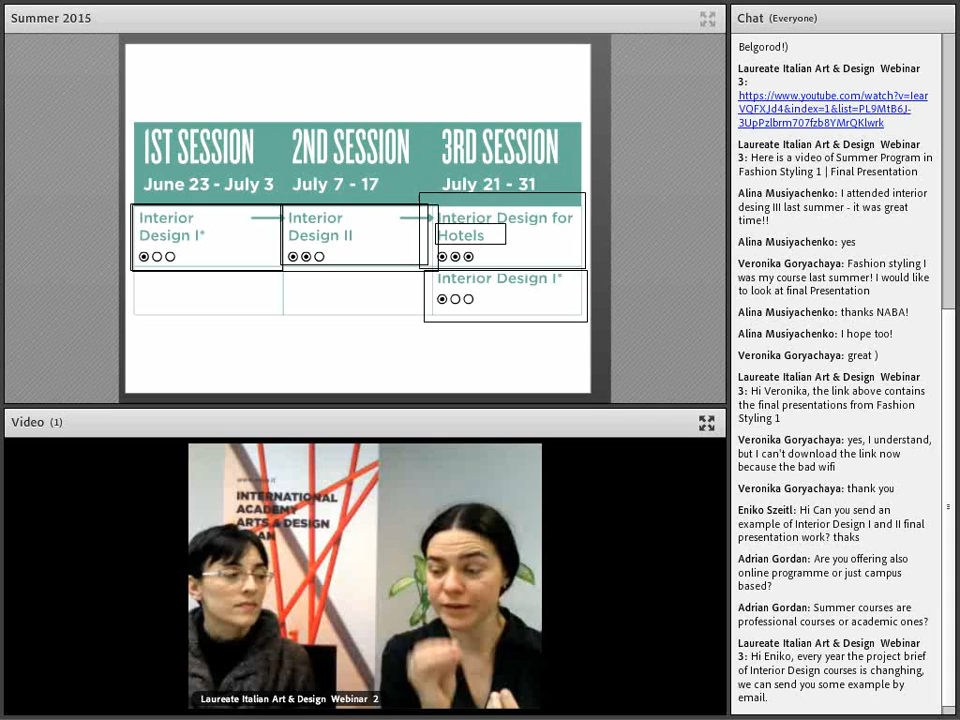 Summer 2015
1ST SESSION
June 23 - July 3
2ND SESSION
July 7 - 17
3RD SESSION
July 21 - 31
Interior
Design I*
Interior
Design II
Interior Design for
Hotels
Interior Design I*
Video (1)
INTERNATIONAL
ACADEMY
ARTS & DESIGN
Laureate Italian Art & Design Webinar 2
Chat (Everyone)
Belgorod!)
Laureate Italian Art & Design Webinar
3:
https://www.youtube.com/watch?v=Iear
VQFXJd4&index=1&list=PL9MtB6J-
3UpPzlbrm707fzb8YMrQKlwrk
Laureate Italian Art & Design Webinar
3: Here is a video of Summer Program in
Fashion Styling 1 | Final Presentation
Alina Musiyachenko: I attended interior
desing III last summer - it was great
time!!
Alina Musiyachenko: yes
Veronika Goryachaya: Fashion styling I
was my course last summer! I would like
to look at final Presentation
Alina Musiyachenko: thanks NABA!
Alina Musiyachenko: I hope too!
Veronika Goryachaya: great )
Laureate Italian Art & Design Webinar
3: Hi Veronika, the link above contains
the final presentations from Fashion
Styling 1
Veronika Goryachaya: yes, I understand,
but I can't download the link now
because the bad wifi
Veronika Goryachaya: thank you
Eniko Szeitl: Hi Can you send an
example of Interior Design I and II final
presentation work? thaks
Adrian Gordan: Are you offering also
online programme or just campus
based?
Adrian Gordan: Summer courses are
professional courses or academic ones?
Laureate Italian Art & Design Webinar
3: Hi Eniko, every year the project brief
of Interior Design courses is changhing,
we can send you some example by
email.